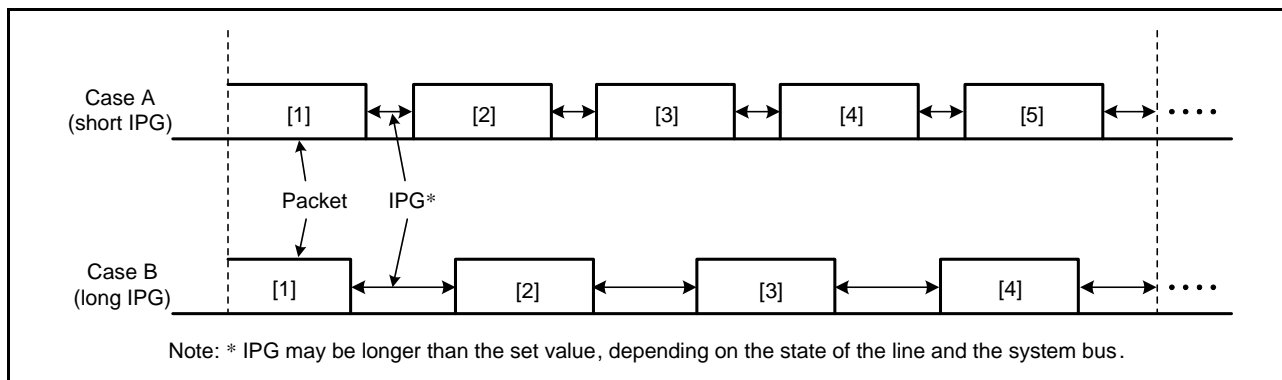 Case A
(short IPG)
[1] [2] [3] [4] [5] ····
Packet IPG*
Case B
(long IPG)
[1] [2] [3] [4] ····
Note: * IPG may be longer than the set value, depending on the state of the line and the system bus.